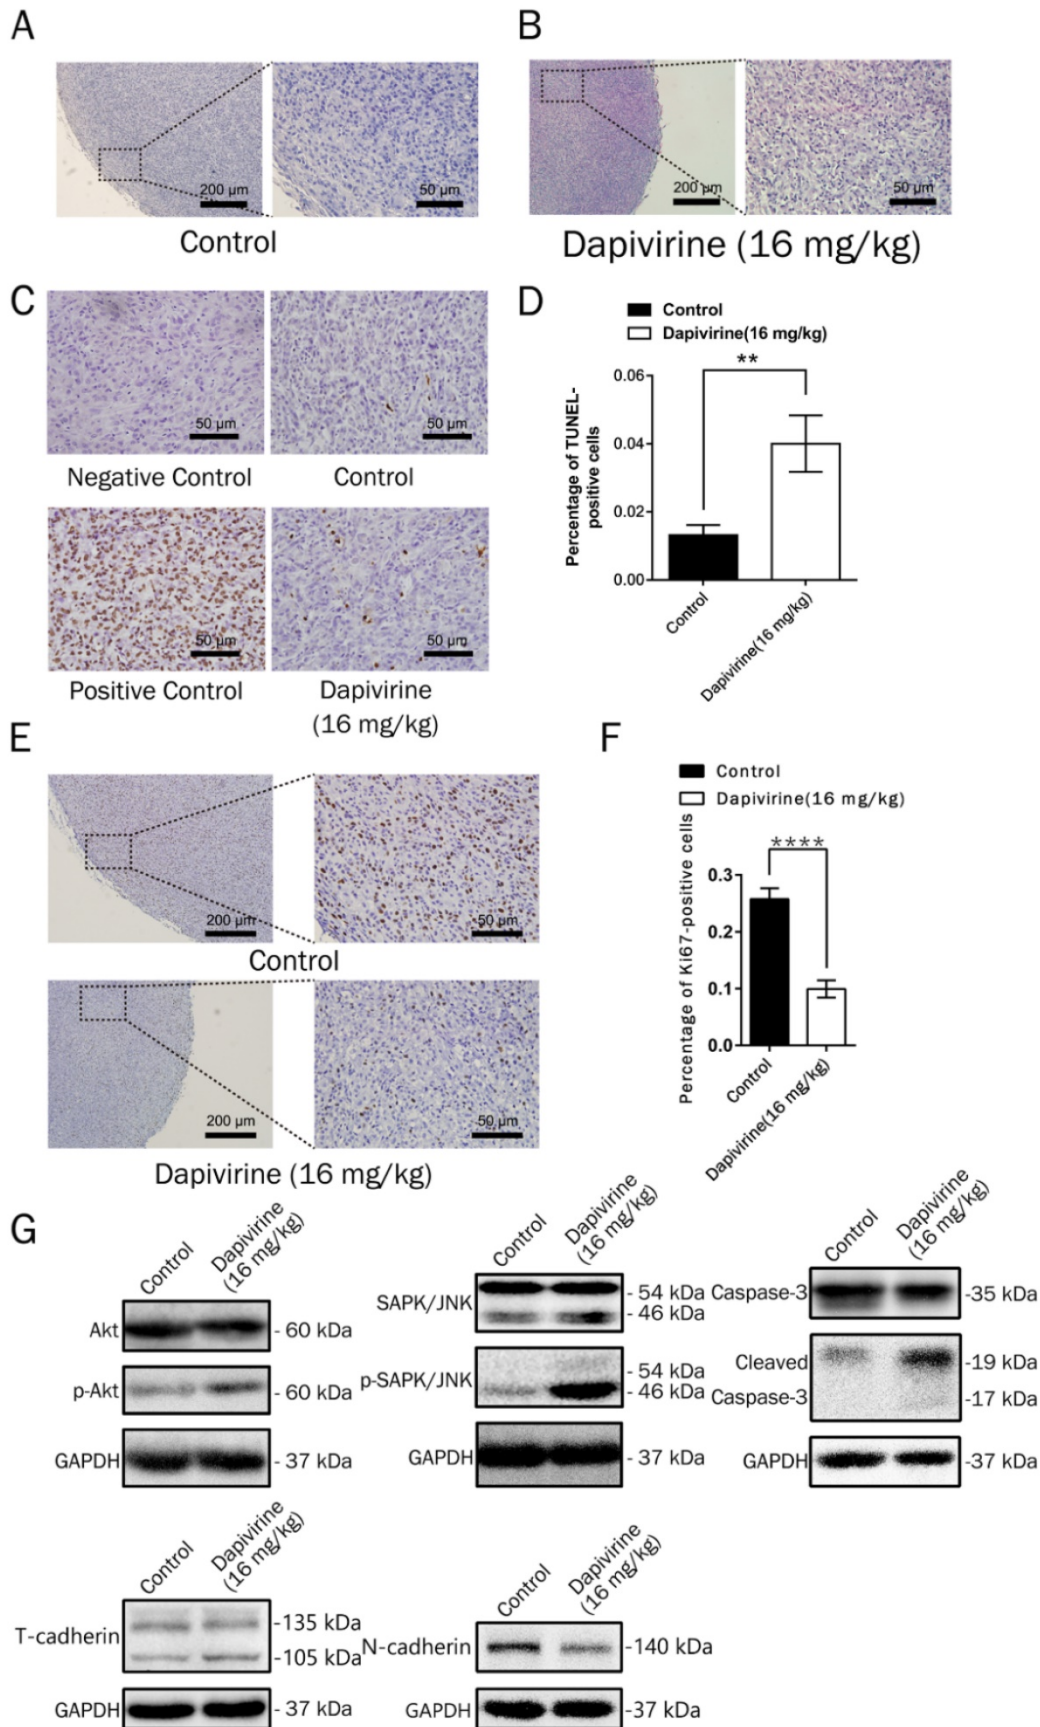 A
B
200 µm
50 µm
200 µm
50 µm
Control
Dapivirine (16 mg/kg)
C
50 µm
50 µm
Negative Control
Control
50 µm
50 µm
Positive Control
Dapivirine
(16 mg/kg)
D
Control
Dapivirine(16 mg/kg)
**
Percentage of TUNEL-
positive cells
0.06
0.04
0.02
0.00
Control
Dapivirine(16 mg/kg)
E
200 µm
50 µm
Control
200 µm
50 µm
Dapivirine (16 mg/kg)
F
Control
Dapivirine(16 mg/kg)
****
Percentage of Ki67-positive cells
0.3
0.2
0.1
0.0
Control
Dapivirine(16 mg/kg)
G
Control
Dapivirine
(16 mg/kg)
Akt
- 60 kDa
p-Akt
- 60 kDa
GAPDH
- 37 kDa
Control
Dapivirine
(16 mg/kg)
SAPK/JNK
- 54 kDa
- 46 kDa
p-SAPK/JNK
- 54 kDa
- 46 kDa
GAPDH
- 37 kDa
Control
Dapivirine
(16 mg/kg)
Caspase-3
-35 kDa
Cleaved
Caspase-3
-19 kDa
-17 kDa
GAPDH
-37 kDa
Control
Dapivirine
(16 mg/kg)
T-cadherin
-135 kDa
-105 kDa
GAPDH
- 37 kDa
Control
Dapivirine
(16 mg/kg)
N-cadherin
-140 kDa
GAPDH
-37 kDa